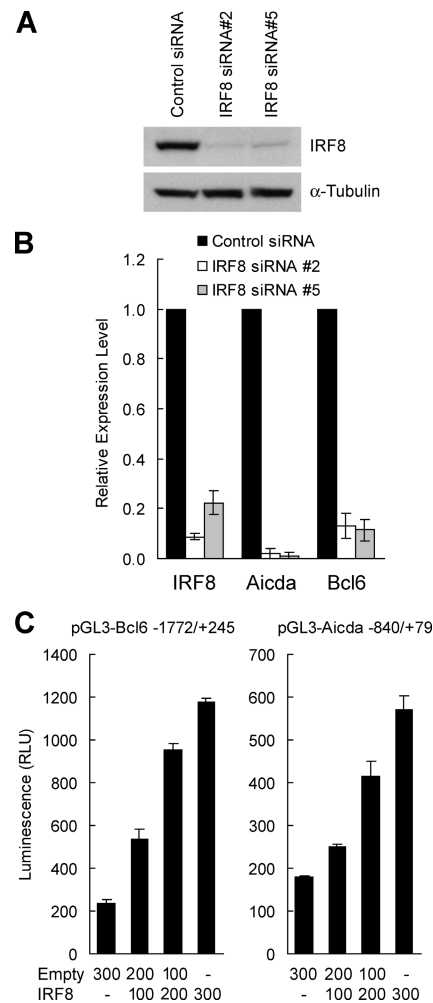 A
Control siRNA
IRF8 siRNA#2
IRF8 siRNA#5
IRF8
α-Tubulin
B
Control siRNA
IRF8 siRNA #2
IRF8 siRNA #5
Relative Expression Level
1.2
1.0
0.8
0.6
0.4
0.2
0.0
IRF8 Aicda Bcl6
C
pGL3-Bcl6 -1772/+245
pGL3-Aicda -840/+79
Luminescence (RLU)
1400
1200
1000
800
600
400
200
0
700
600
500
400
300
200
100
0
Empty 300 200 100 - 300 200 100 -
IRF8 - 100 200 300 - 100 200 300